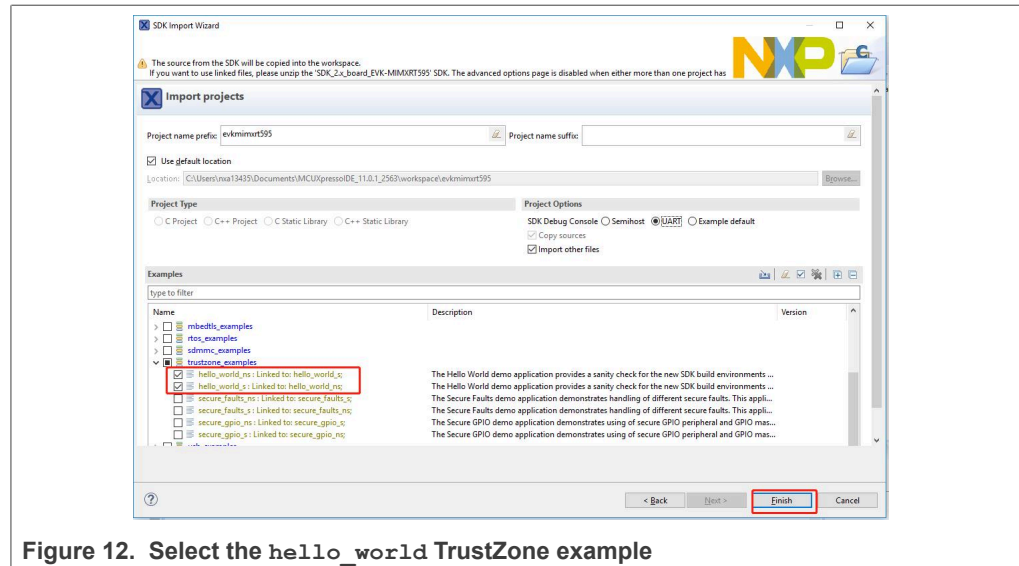 SDK Import Wizard
The source from the SDK will be copied into the workspace.
If you want to use linked files, please unzip the 'SDK_2.x_board_EVK-MIMXRT595' SDK. The advanced options page is disabled when either more than one project has
NXP
Import projects
Project name prefix: evkmimxrt595 Project name suffix:
Use default location
Location: C:\Users\nxa13435\Documents\MCUXpressoIDE_11.0.1_2563\workspace\evkmimxrt595 Browse...
Project Type Project Options
C Project C++ Project C Static Library C++ Static Library SDK Debug Console Semihost UART Example default
Copy sources
Import other files
Examples
type to filter
Name Description Version
mbedtls_examples
rtos_examples
sdmmc_examples
trustzone_examples
hello_world_ns : Linked to: hello_world_s; The Hello World demo application provides a sanity check for the new SDK build environments ...
hello_world_s : Linked to: hello_world_ns; The Hello World demo application provides a sanity check for the new SDK build environments ...
secure_faults_ns : Linked to: secure_faults_s; The Secure Faults demo application demonstrates handling of different secure faults. This appli...
secure_faults_s : Linked to: secure_faults_ns; The Secure Faults demo application demonstrates handling of different secure faults. This appli...
secure_gpio_ns : Linked to: secure_gpio_s; The Secure GPIO demo application demonstrates using of secure GPIO peripheral and GPIO mas...
secure_gpio_s : Linked to: secure_gpio_ns; The Secure GPIO demo application demonstrates using of secure GPIO peripheral and GPIO mas...
< Back Next > Finish Cancel
Figure 12. Select the hello_world TrustZone example